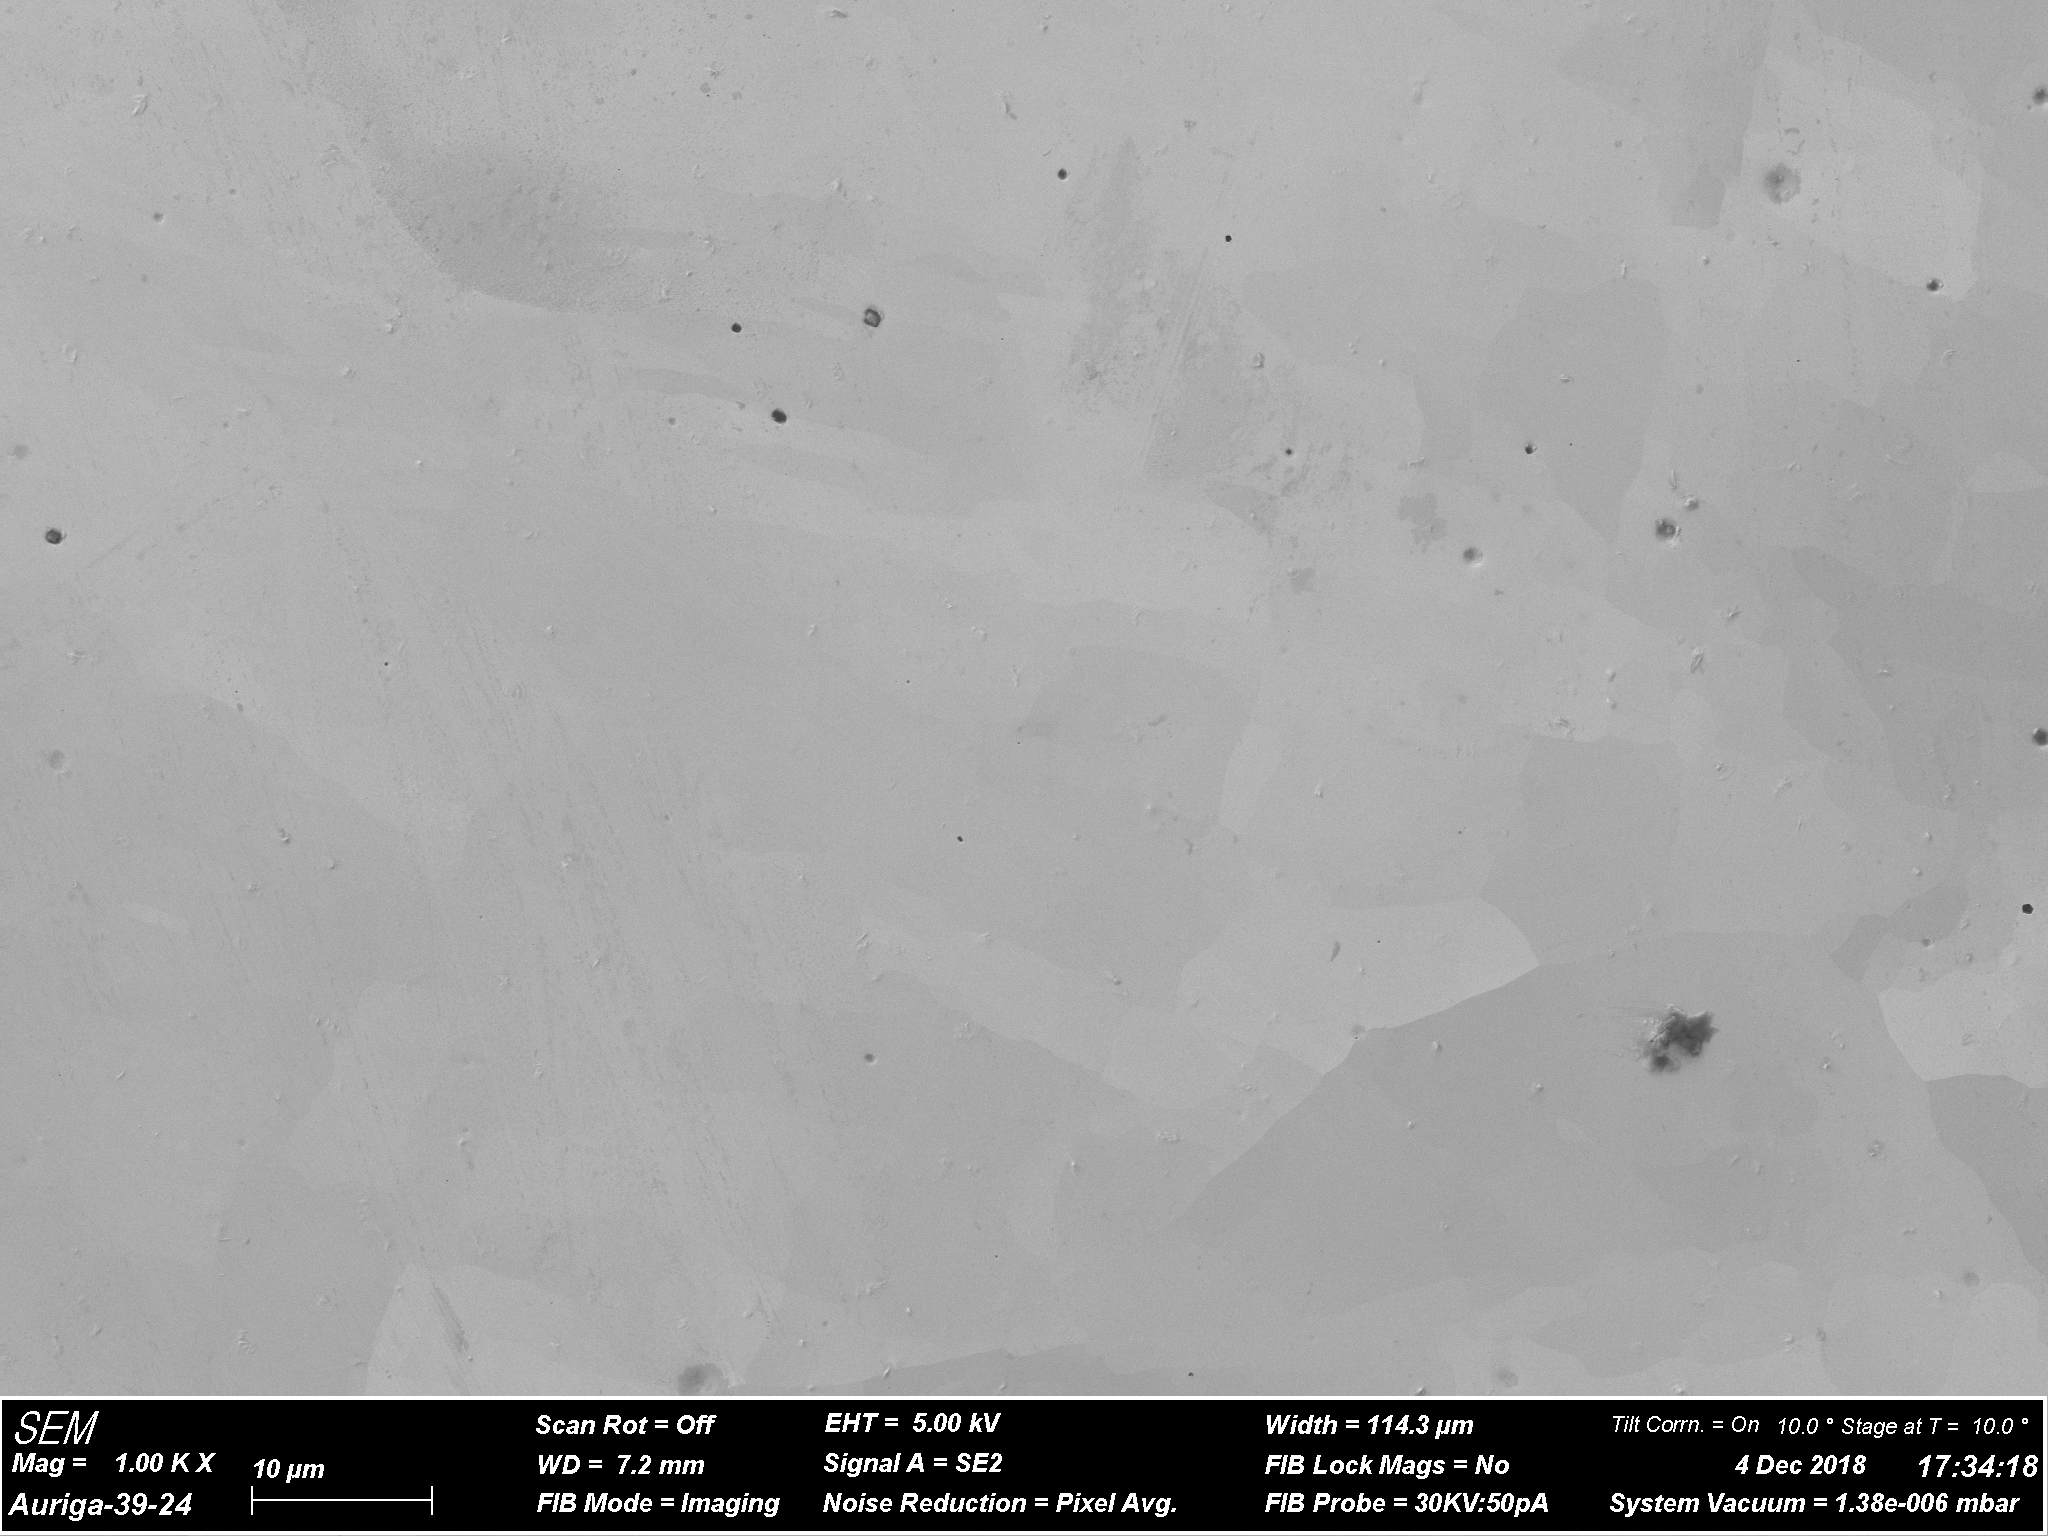 SEM
Scan Rot = Off EHT = 5.00 kV Width = 114.3 µm Tilt Corrn. = On 10.0 ° Stage at T = 10.0 °
Mag = 1.00 K X 10 µm WD = 7.2 mm Signal A = SE2 FIB Lock Mags = No 4 Dec 2018 17:34:18
Auriga-39-24 FIB Mode = Imaging Noise Reduction = Pixel Avg. FIB Probe = 30KV:50pA System Vacuum = 1.38e-006 mbar